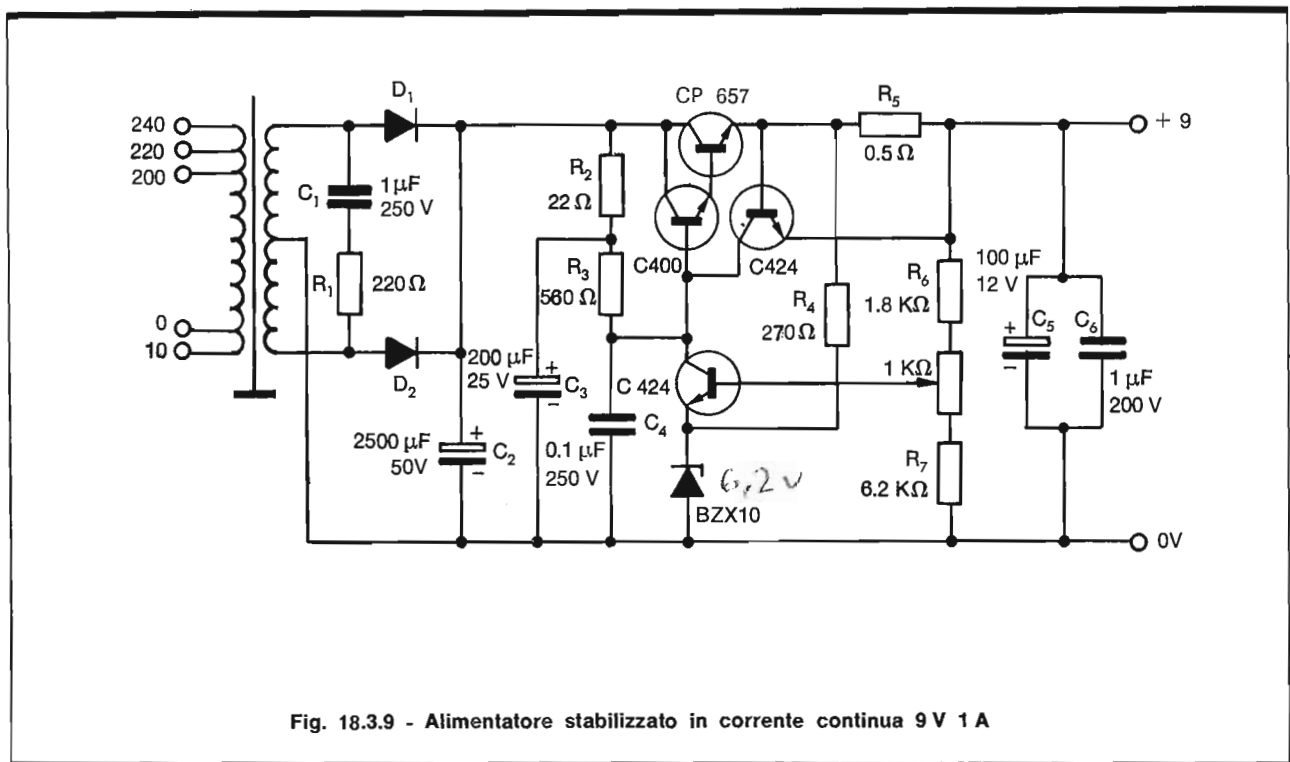 240
220
200
0
10
D₁
C₁
1 µF
250 V
R₁
220 Ω
D₂
2500 µF
50V
+
−
C₂
R₂
22 Ω
R₃
560 Ω
200 µF
25 V
+
−
C₃
C₄
0.1 µF
250 V
CP 657
C400
C424
C 424
6,2 v
BZX10
R₄
270 Ω
R₅
0.5 Ω
R₆
1.8 KΩ
1 KΩ
R₇
6.2 KΩ
100 µF
12 V
+
−
C₅
C₆
1 µF
200 V
+ 9
0V
Fig. 18.3.9 - Alimentatore stabilizzato in corrente continua 9 V 1 A